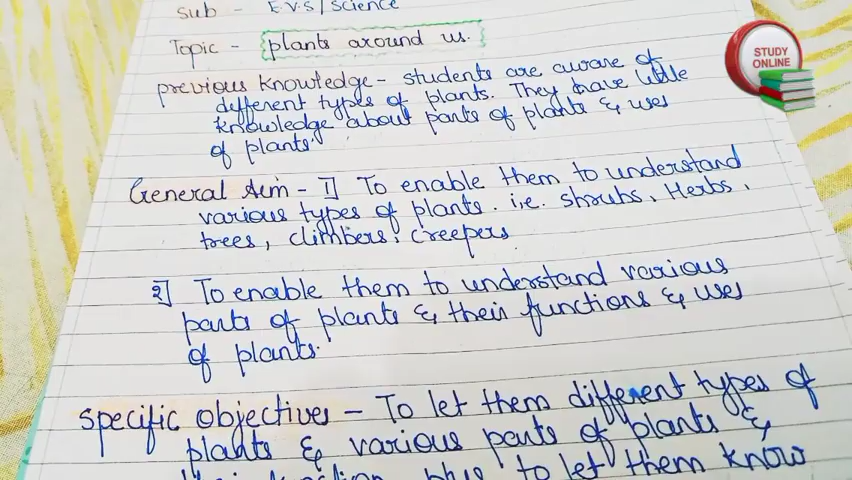 Sub - E.V.S/Science
Topic - plants around us.
previous Knowledge - students are aware of
different types of plants. They have little
knowledge about parts of plants & uses
of plants.
General Aim - 1] To enable them to understand
various types of plants. i.e. shrubs, Herbs,
trees, climbers, creepers.
2] To enable them to understand various
parts of plants & their functions & uses
of plants.
Specific Objectives - To let them different types of
plants & various parts of plants &
to let them know
STUDY
ONLINE